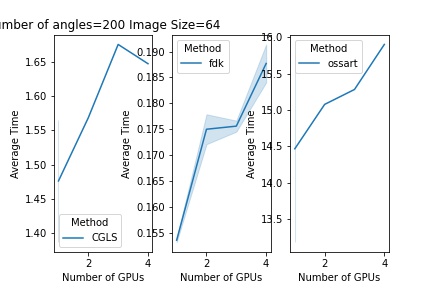 mber of angles=200 Image Size=64
Average Time
1.65
1.60
1.55
1.50
1.45
1.40
Method
CGLS
2
4
Number of GPUs
Average Time
0.190
0.185
0.180
0.175
0.170
0.165
0.160
0.155
Method
fdk
2
4
Number of GPUs
Average Time
16.0
15.5
15.0
14.5
14.0
13.5
Method
ossart
2
4
Number of GPUs